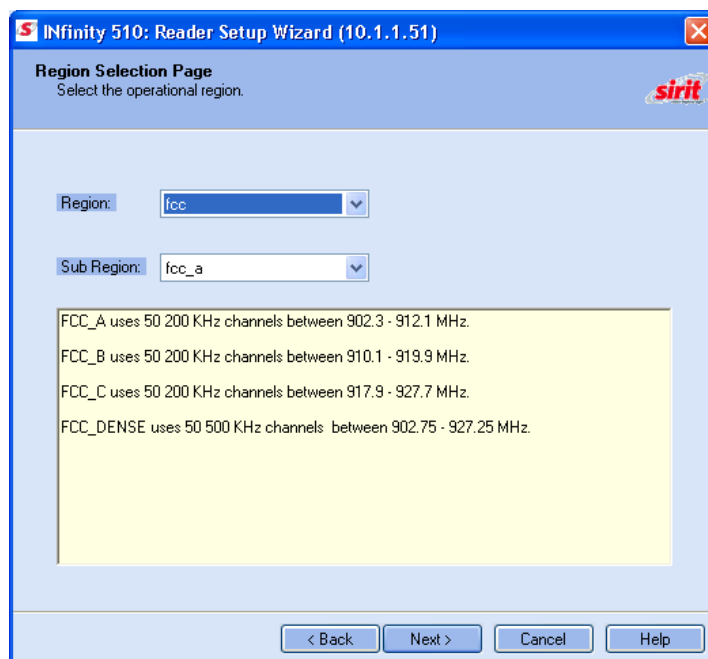 INfinity 510: Reader Setup Wizard (10.1.1.51)
Region Selection Page
Select the operational region.
sirit
Region: fcc
Sub Region: fcc_a
FCC_A uses 50 200 KHz channels between 902.3 - 912.1 MHz.
FCC_B uses 50 200 KHz channels between 910.1 - 919.9 MHz.
FCC_C uses 50 200 KHz channels between 917.9 - 927.7 MHz.
FCC_DENSE uses 50 500 KHz channels  between 902.75 - 927.25 MHz.
< Back Next > Cancel Help